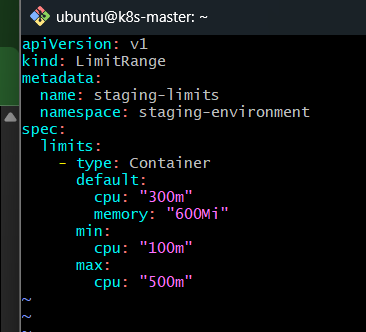 ubuntu@k8s-master: ~
apiVersion: v1
kind: LimitRange
metadata:
  name: staging-limits
  namespace: staging-environment
spec:
  limits:
    - type: Container
      default:
        cpu: "300m"
        memory: "600Mi"
      min:
        cpu: "100m"
      max:
        cpu: "500m"
~
~
~